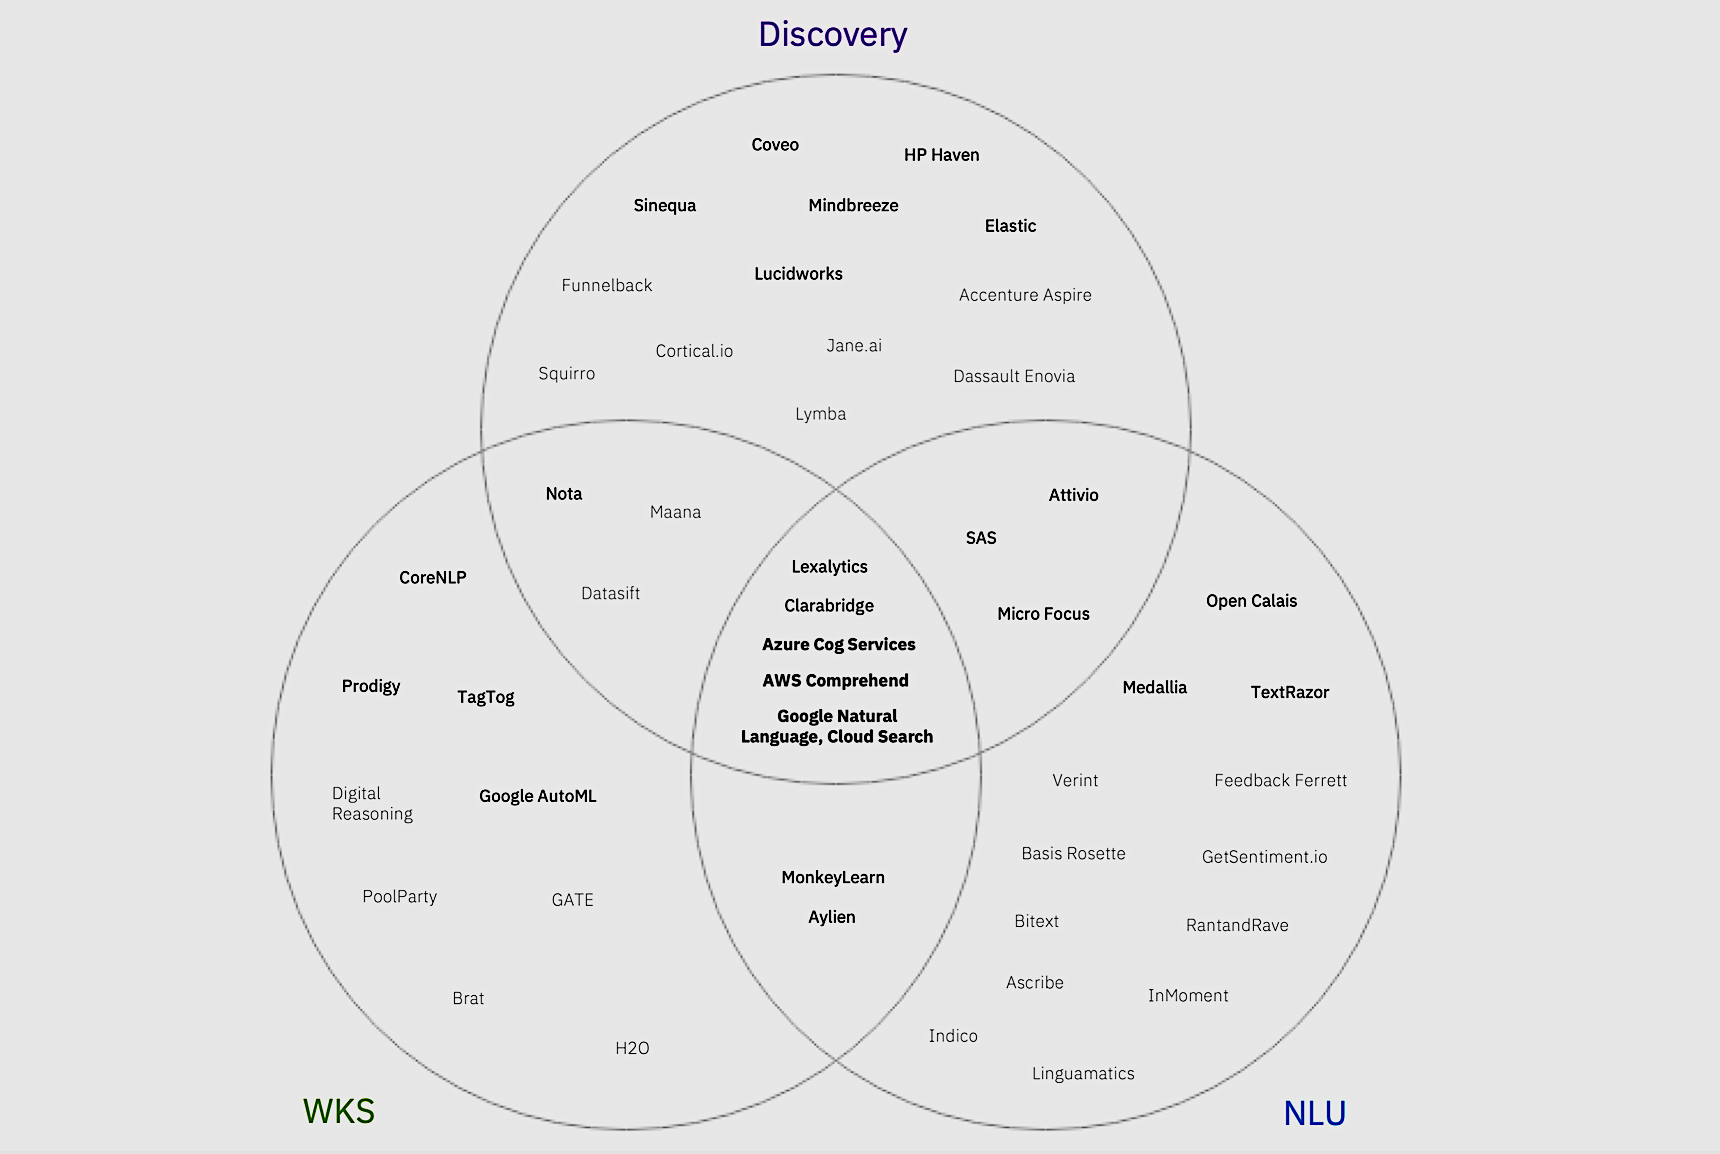 Discovery
Coveo
HP Haven
Sinequa
Mindbreeze
Elastic
Lucidworks
Funnelback
Accenture Aspire
Cortical.io
Jane.ai
Squirro
Dassault Enovia
Lymba
Nota
Maana
Datasift
Attivio
SAS
Micro Focus
Lexalytics
Clarabridge
Azure Cog Services
AWS Comprehend
Google Natural
Language, Cloud Search
CoreNLP
Prodigy
TagTog
Digital
Reasoning
Google AutoML
PoolParty
GATE
Brat
H2O
MonkeyLearn
Aylien
Open Calais
Medallia
TextRazor
Verint
Feedback Ferrett
Basis Rosette
GetSentiment.io
Bitext
RantandRave
Ascribe
InMoment
Indico
Linguamatics
WKS
NLU